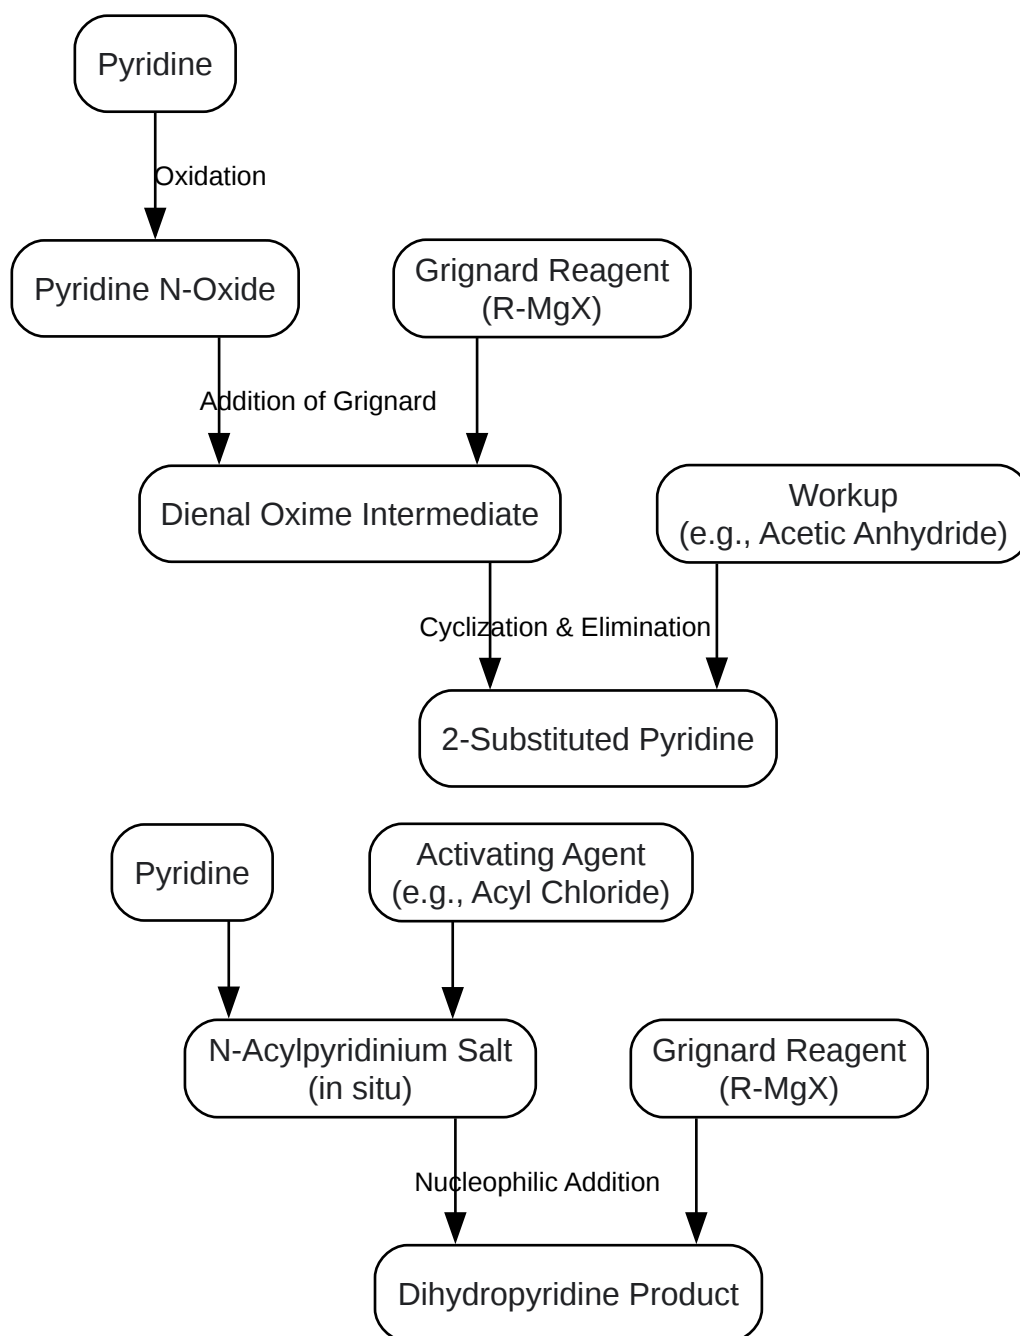 Pyridine
Oxidation
Pyridine N-Oxide
Grignard Reagent
(R-MgX)
Addition of Grignard
Dienal Oxime Intermediate
Workup
(e.g., Acetic Anhydride)
Cyclization & Elimination
2-Substituted Pyridine
Pyridine
Activating Agent
(e.g., Acyl Chloride)
N-Acylpyridinium Salt
(in situ)
Grignard Reagent
(R-MgX)
Nucleophilic Addition
Dihydropyridine Product